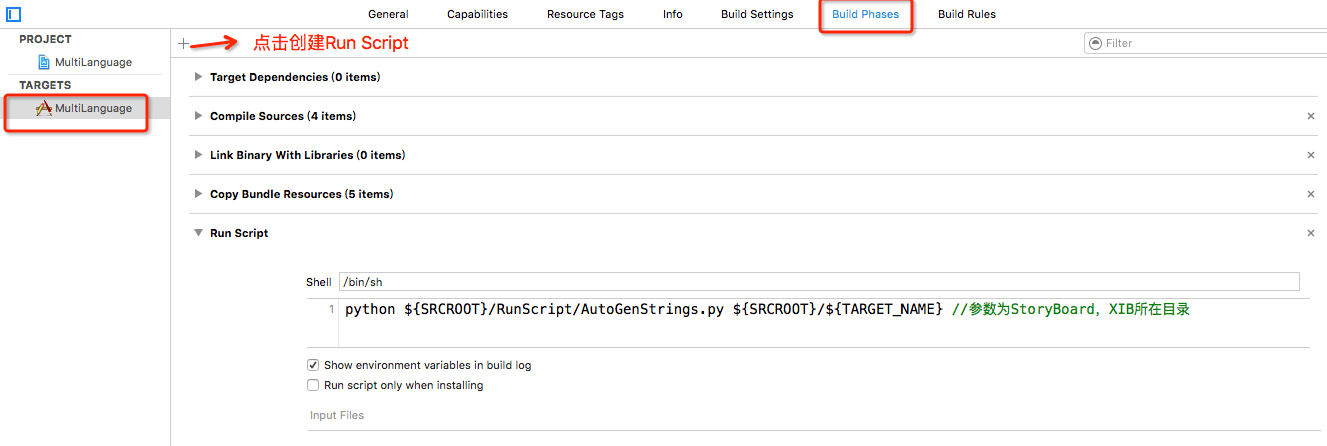 General Capabilities Resource Tags Info Build Settings Build Phases Build Rules
PROJECT
MultiLanguage
TARGETS
MultiLanguage
+ 点击创建Run Script
Filter
Target Dependencies (0 items)
Compile Sources (4 items)
Link Binary With Libraries (0 items)
Copy Bundle Resources (5 items)
Run Script
Shell /bin/sh
1 python ${SRCROOT}/RunScript/AutoGenStrings.py ${SRCROOT}/${TARGET_NAME} //参数为StoryBoard，XIB所在目录
Show environment variables in build log
Run script only when installing
Input Files